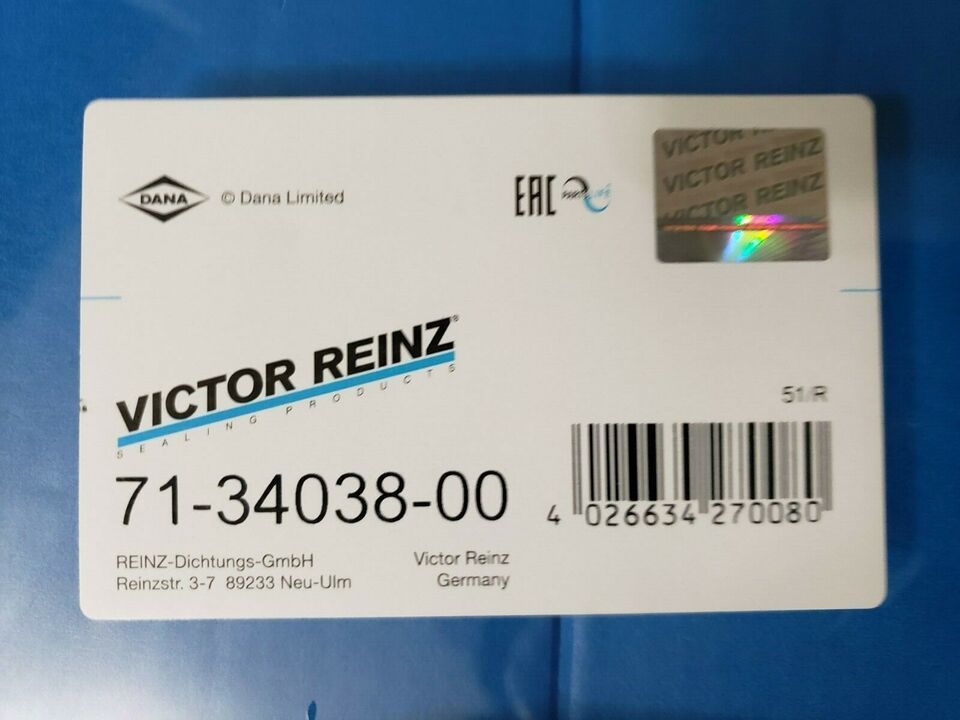 DANA
© Dana Limited
EAC
PARTSLIFE
VICTOR REINZ
VICTOR REINZ
VICTOR REINZ
VICTOR REINZ®
SEALING PRODUCTS
51/R
71-34038-00
4 026634 270080
REINZ-Dichtungs-GmbH
Reinzstr. 3-7 89233 Neu-Ulm
Victor Reinz
Germany